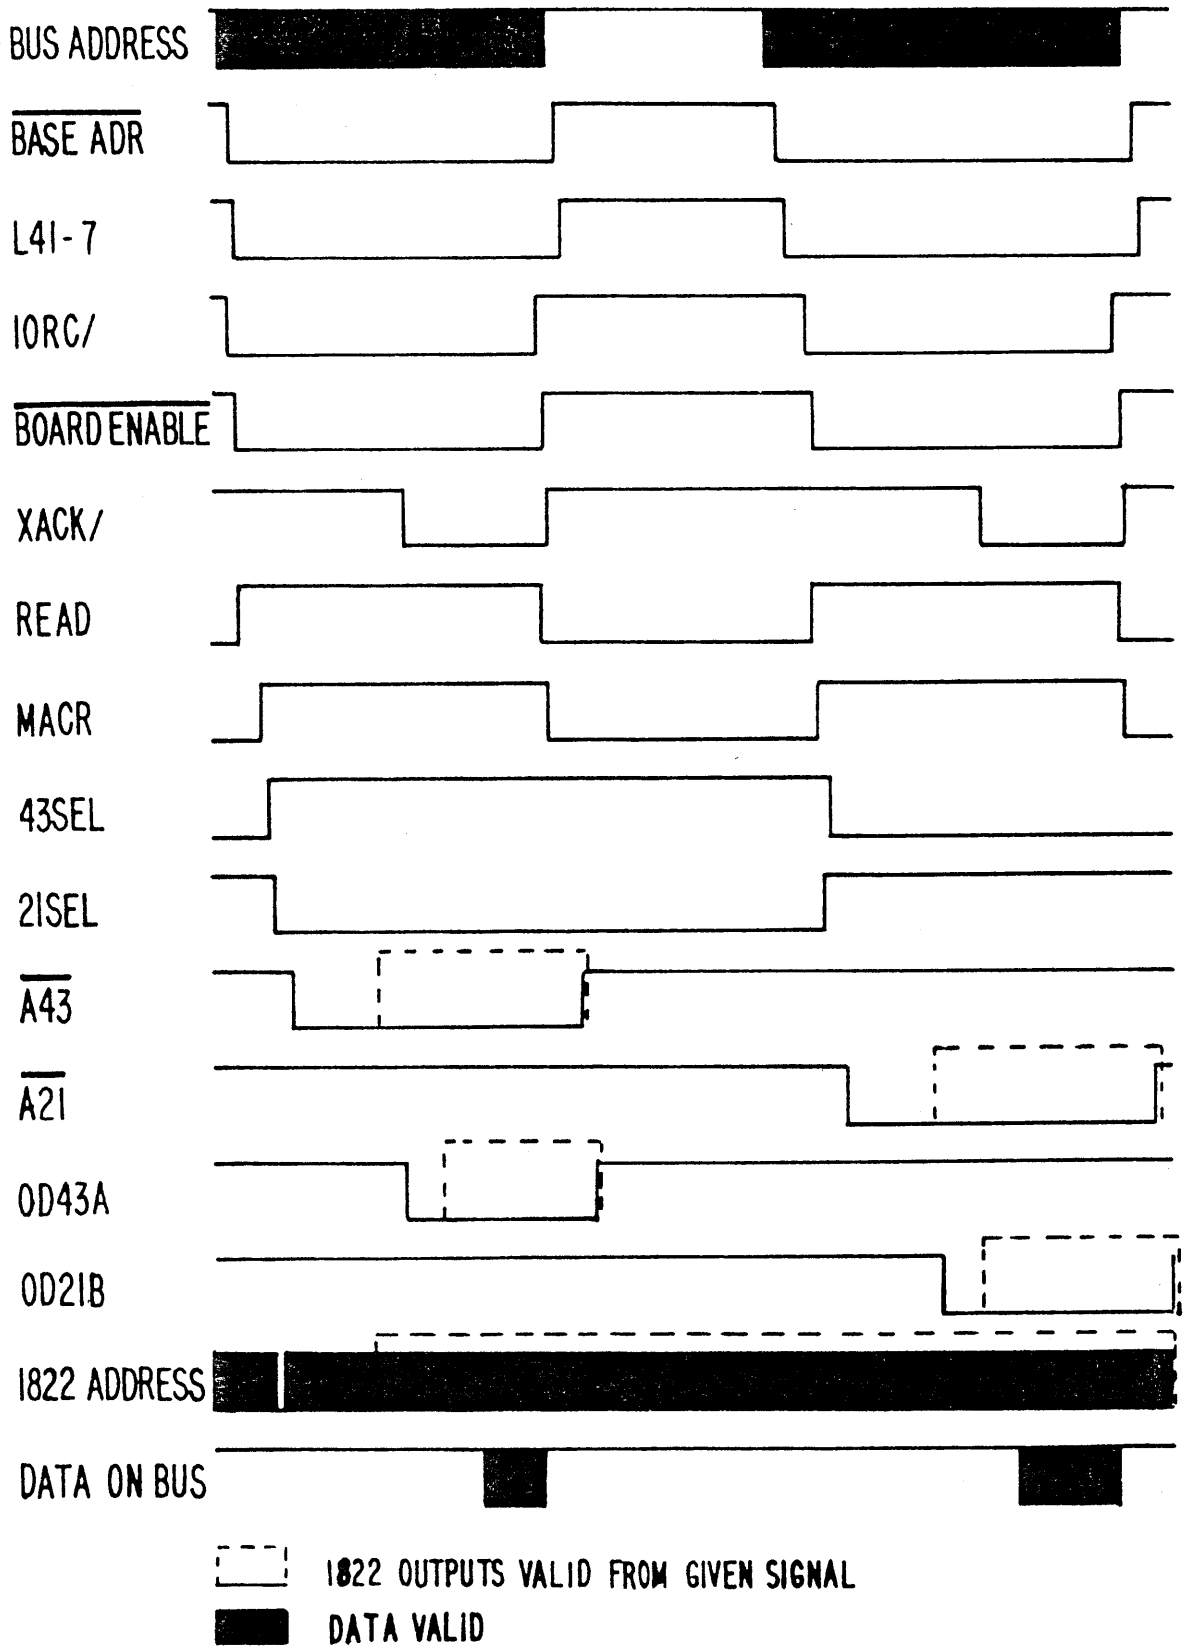 BUS ADDRESS
BASE ADR
L41-7
IORC/
BOARD ENABLE
XACK/
READ
MACR
43SEL
21SEL
A43
A21
OD43A
OD21B
1822 ADDRESS
DATA ON BUS
1822 OUTPUTS VALID FROM GIVEN SIGNAL
DATA VALID